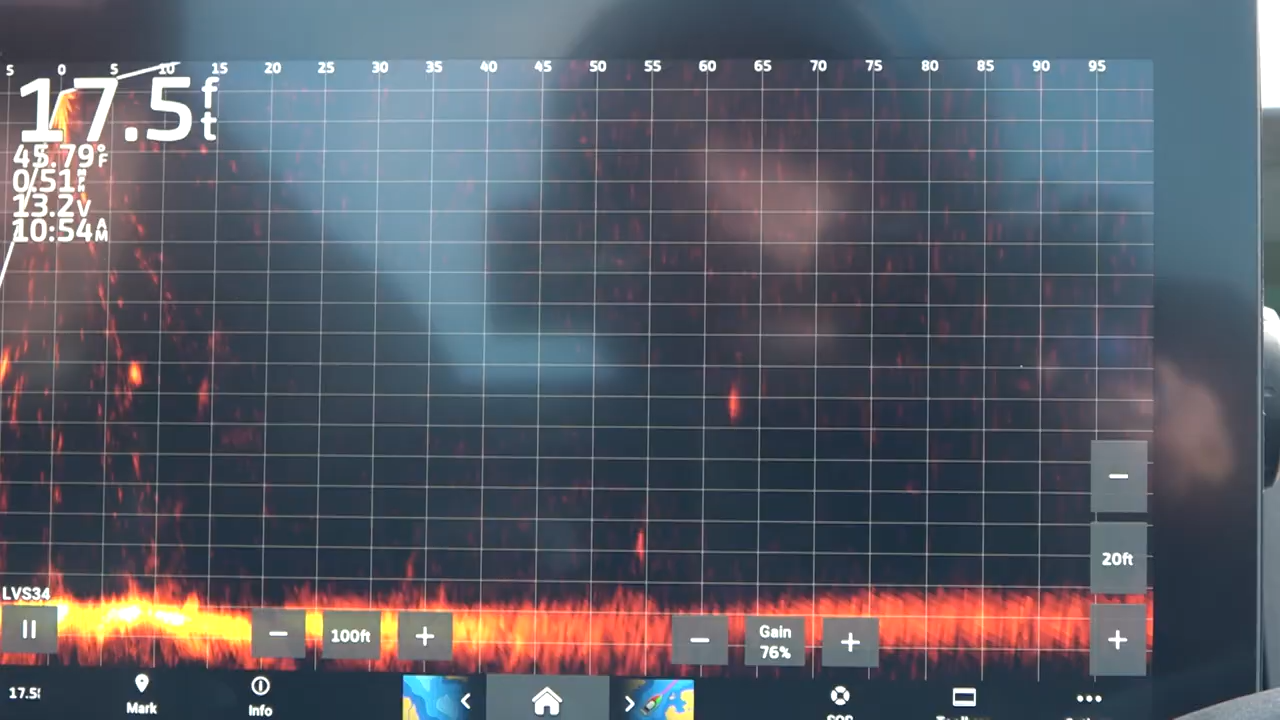 5 0 5 10 15 20 25 30 35 40 45 50 55 60 65 70 75 80 85 90 95
17.5 ft
45.79°F
0.51
13.2V
10:54AM
LVS34
20ft
100ft
Gain
76%
17.5
Mark
Info